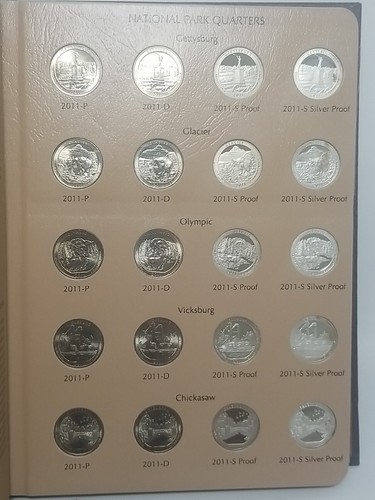 NATIONAL PARK QUARTERS
Gettysburg
2011-P 2011-D 2011-S Proof 2011-S Silver Proof
Glacier
2011-P 2011-D 2011-S Proof 2011-S Silver Proof
Olympic
2011-P 2011-D 2011-S Proof 2011-S Silver Proof
Vicksburg
2011-P 2011-D 2011-S Proof 2011-S Silver Proof
Chickasaw
2011-P 2011-D 2011-S Proof 2011-S Silver Proof